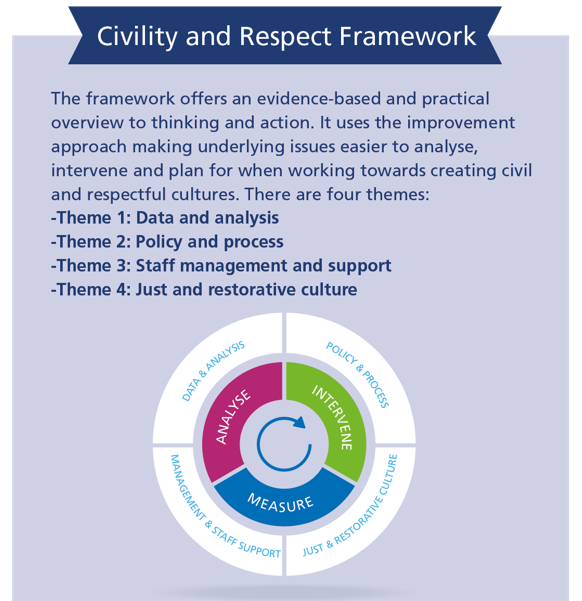 Civility and Respect Framework
The framework offers an evidence-based and practical
overview to thinking and action. It uses the improvement
approach making underlying issues easier to analyse,
intervene and plan for when working towards creating civil
and respectful cultures. There are four themes:
-Theme 1: Data and analysis
-Theme 2: Policy and process
-Theme 3: Staff management and support
-Theme 4: Just and restorative culture
DATA & ANALYSIS
POLICY & PROCESS
ANALYSE
INTERVENE
MEASURE
MANAGEMENT & STAFF SUPPORT
JUST & RESTORATIVE CULTURE